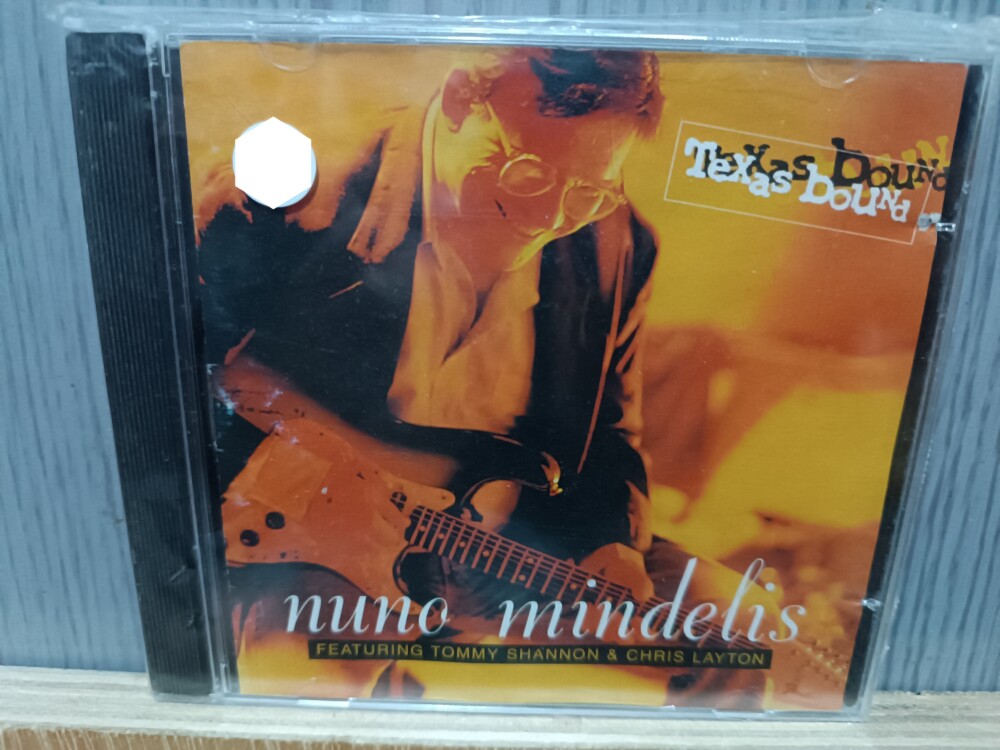 Texas Bound
Texas Bound
nuno mindelis
FEATURING TOMMY SHANNON & CHRIS LAYTON